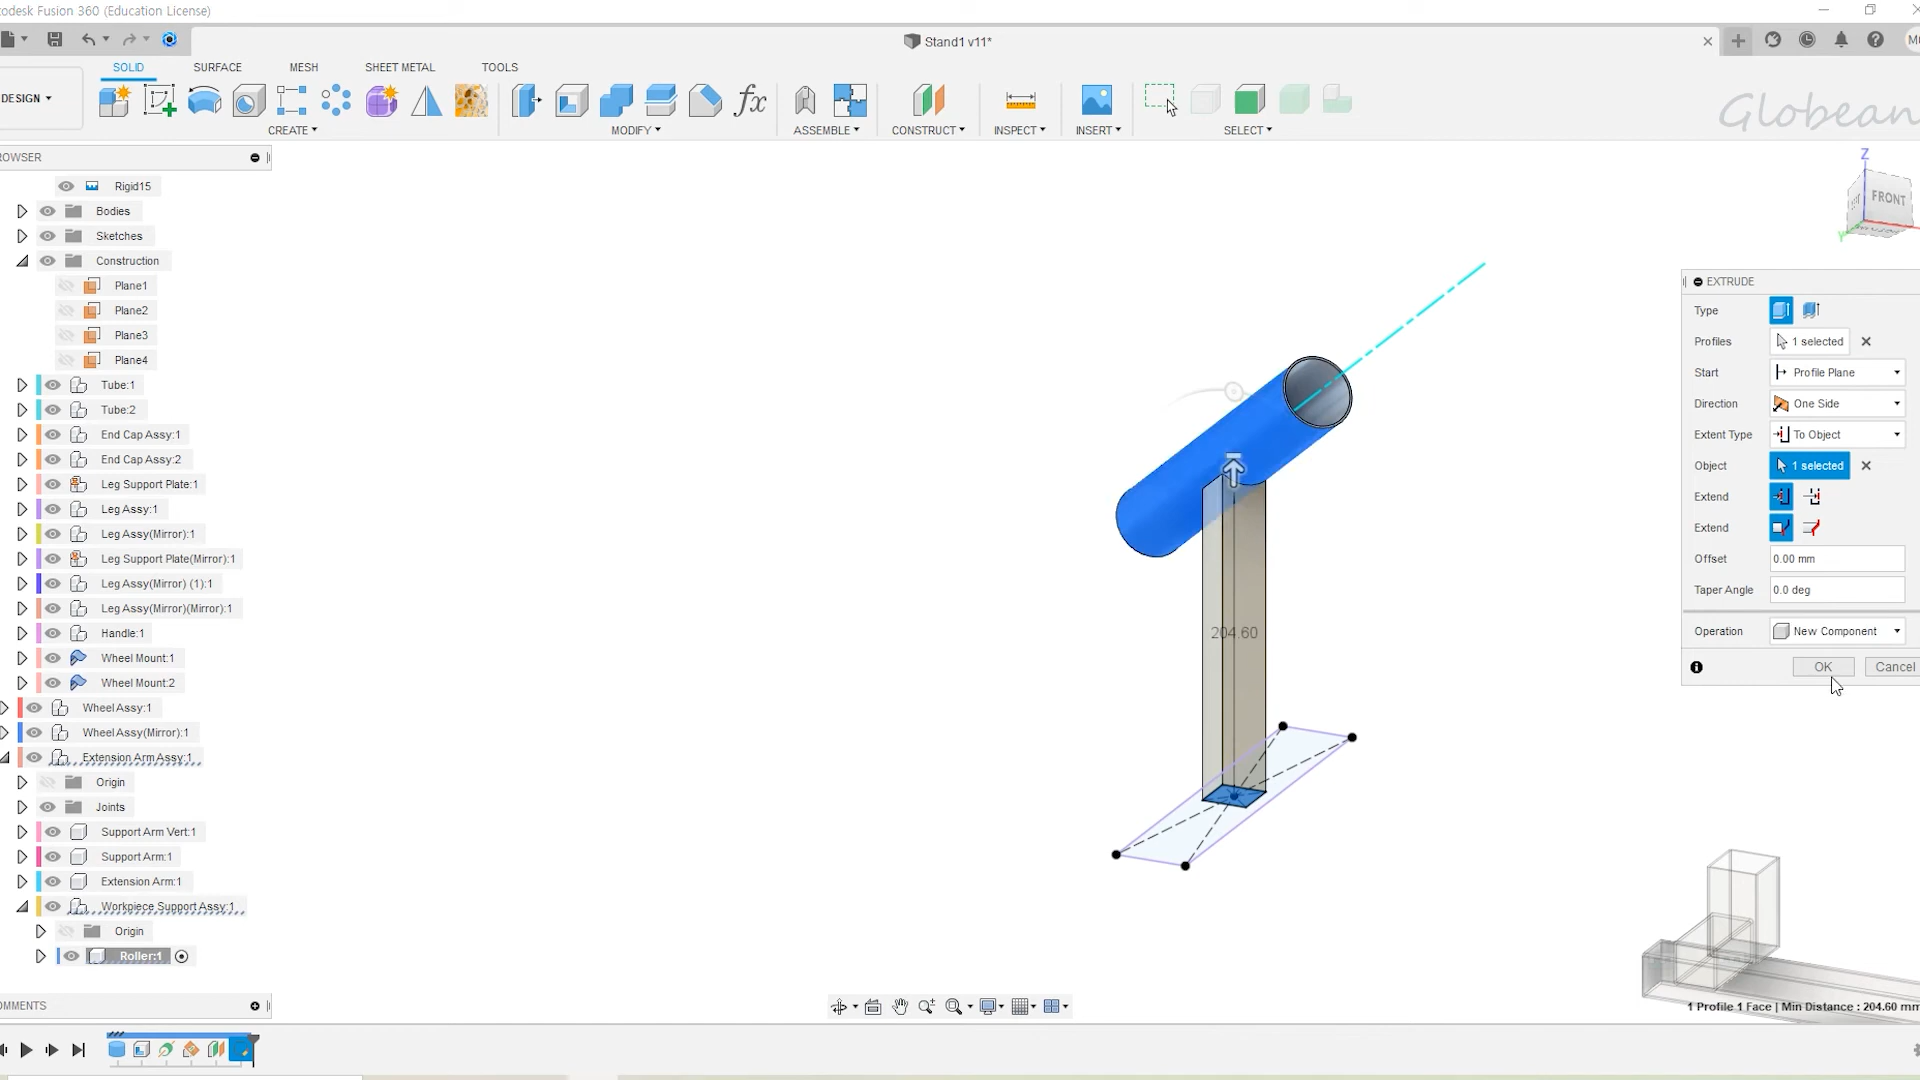 todesk Fusion 360 (Education License)
Stand1 v11*
SOLID
SURFACE
MESH
SHEET METAL
TOOLS
DESIGN
CREATE
MODIFY
fx
ASSEMBLE
CONSTRUCT
INSPECT
INSERT
SELECT
Globean
ROWSER
Rigid15
Bodies
Sketches
Construction
Plane1
Plane2
Plane3
Plane4
Tube:1
Tube:2
End Cap Assy:1
End Cap Assy:2
Leg Support Plate:1
Leg Assy:1
Leg Assy(Mirror):1
Leg Support Plate(Mirror):1
Leg Assy(Mirror) (1):1
Leg Assy(Mirror)(Mirror):1
Handle:1
Wheel Mount:1
Wheel Mount:2
Wheel Assy:1
Wheel Assy(Mirror):1
Extension Arm Assy:1
Origin
Joints
Support Arm Vert:1
Support Arm:1
Extension Arm:1
Workpiece Support Assy:1
Origin
Roller:1
OMMENTS
204.60
Z
FRONT
Y
EXTRUDE
Type
Profiles 1 selected
Start Profile Plane
Direction One Side
Extent Type To Object
Object 1 selected
Extend
Extend
Offset 0.00 mm
Taper Angle 0.0 deg
Operation New Component
OK Cancel
1 Profile 1 Face | Min Distance : 204.60 mm